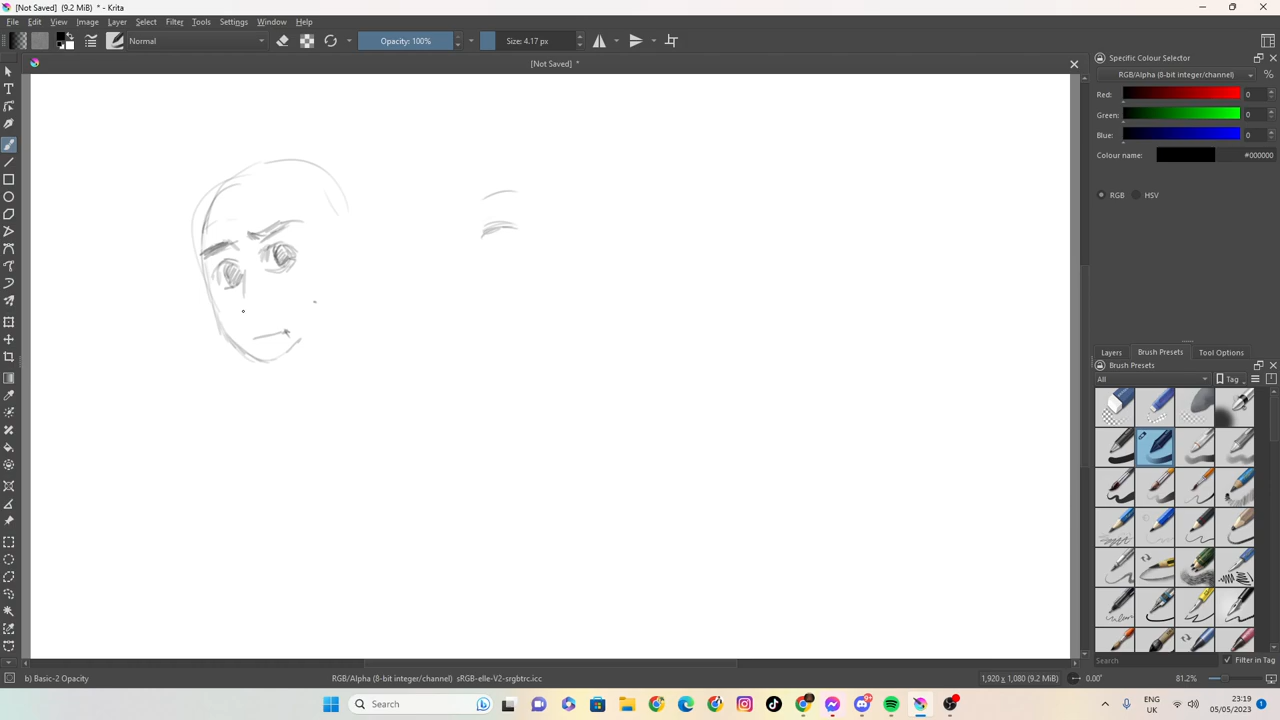 [Not Saved] (9.2 MiB) * - Krita
File Edit View Image Layer Select Filter Tools Settings Window Help
Normal Opacity: 100% Size: 4.17 px
[Not Saved] *
Specific Colour Selector
RGB/Alpha (8-bit integer/channel) %
Red: 0
Green: 0
Blue: 0
Colour name: #000000
RGB HSV
Layers Brush Presets Tool Options
Brush Presets
All Tag
Search Filter in Tag
b) Basic-2 Opacity RGB/Alpha (8-bit integer/channel) sRGB-elle-V2-srgbtrc.icc 1,920 x 1,080 (9.2 MiB) 0.00° 81.2%
Search 9+ ENG UK 23:19 05/05/2023 1